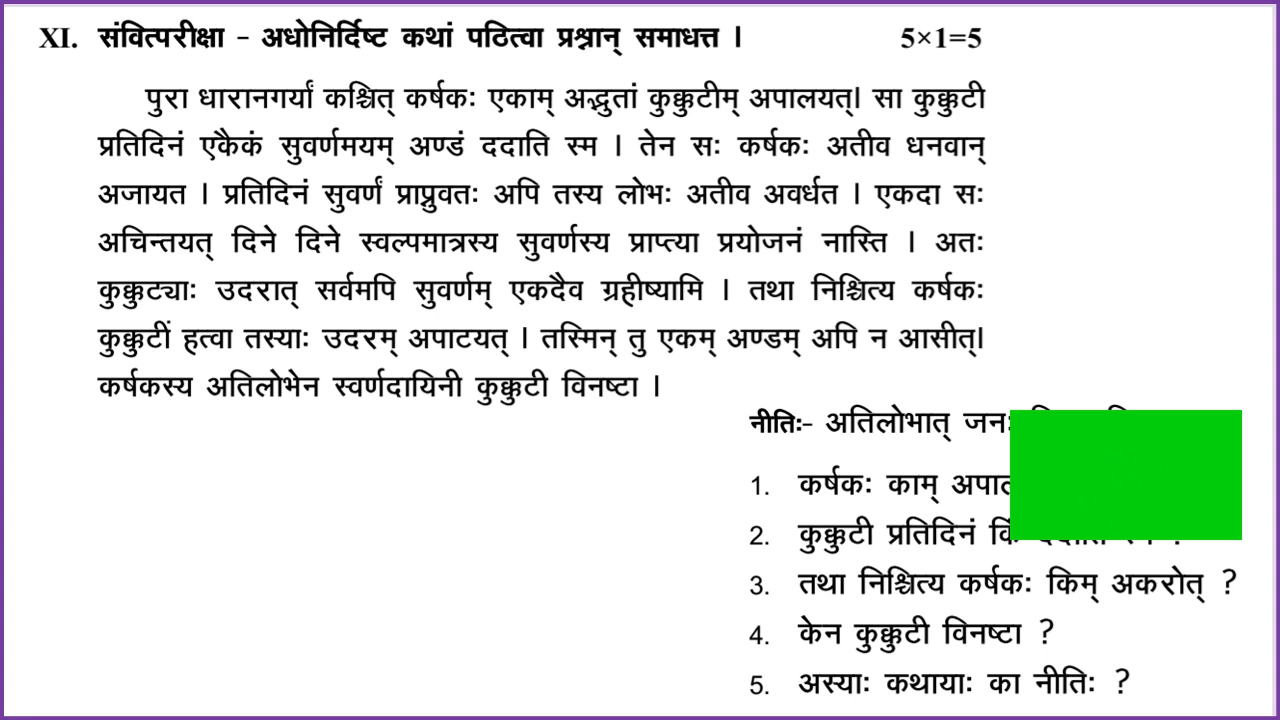 XI. संवित्परीक्षा - अधोनिर्दिष्ट कथां पठित्वा प्रश्नान् समाधत्त । 5×1=5
पुरा धारानगर्यां कश्चित् कर्षकः एकाम् अद्भुतां कुक्कुटीम् अपालयत्। सा कुक्कुटी
प्रतिदिनं एकैकं सुवर्णमयम् अण्डं ददाति स्म । तेन सः कर्षकः अतीव धनवान्
अजायत । प्रतिदिनं सुवर्णं प्राप्नुवतः अपि तस्य लोभः अतीव अवर्धत । एकदा सः
अचिन्तयत् दिने दिने स्वल्पमात्रस्य सुवर्णस्य प्राप्त्या प्रयोजनं नास्ति । अतः
कुक्कुट्याः उदरात् सर्वमपि सुवर्णम् एकदैव ग्रहीष्यामि । तथा निश्चित्य कर्षकः
कुक्कुटीं हत्वा तस्याः उदरम् अपाटयत् । तस्मिन् तु एकम् अण्डम् अपि न आसीत्।
कर्षकस्य अतिलोभेन स्वर्णदायिनी कुक्कुटी विनष्टा ।
नीतिः- अतिलोभात् जनः
1. कर्षकः काम्
2. कुक्कुटी प्रतिदिनं
3. तथा निश्चित्य कर्षकः किम् अकरोत् ?
4. केन कुक्कुटी विनष्टा ?
5. अस्याः कथायाः का नीतिः ?